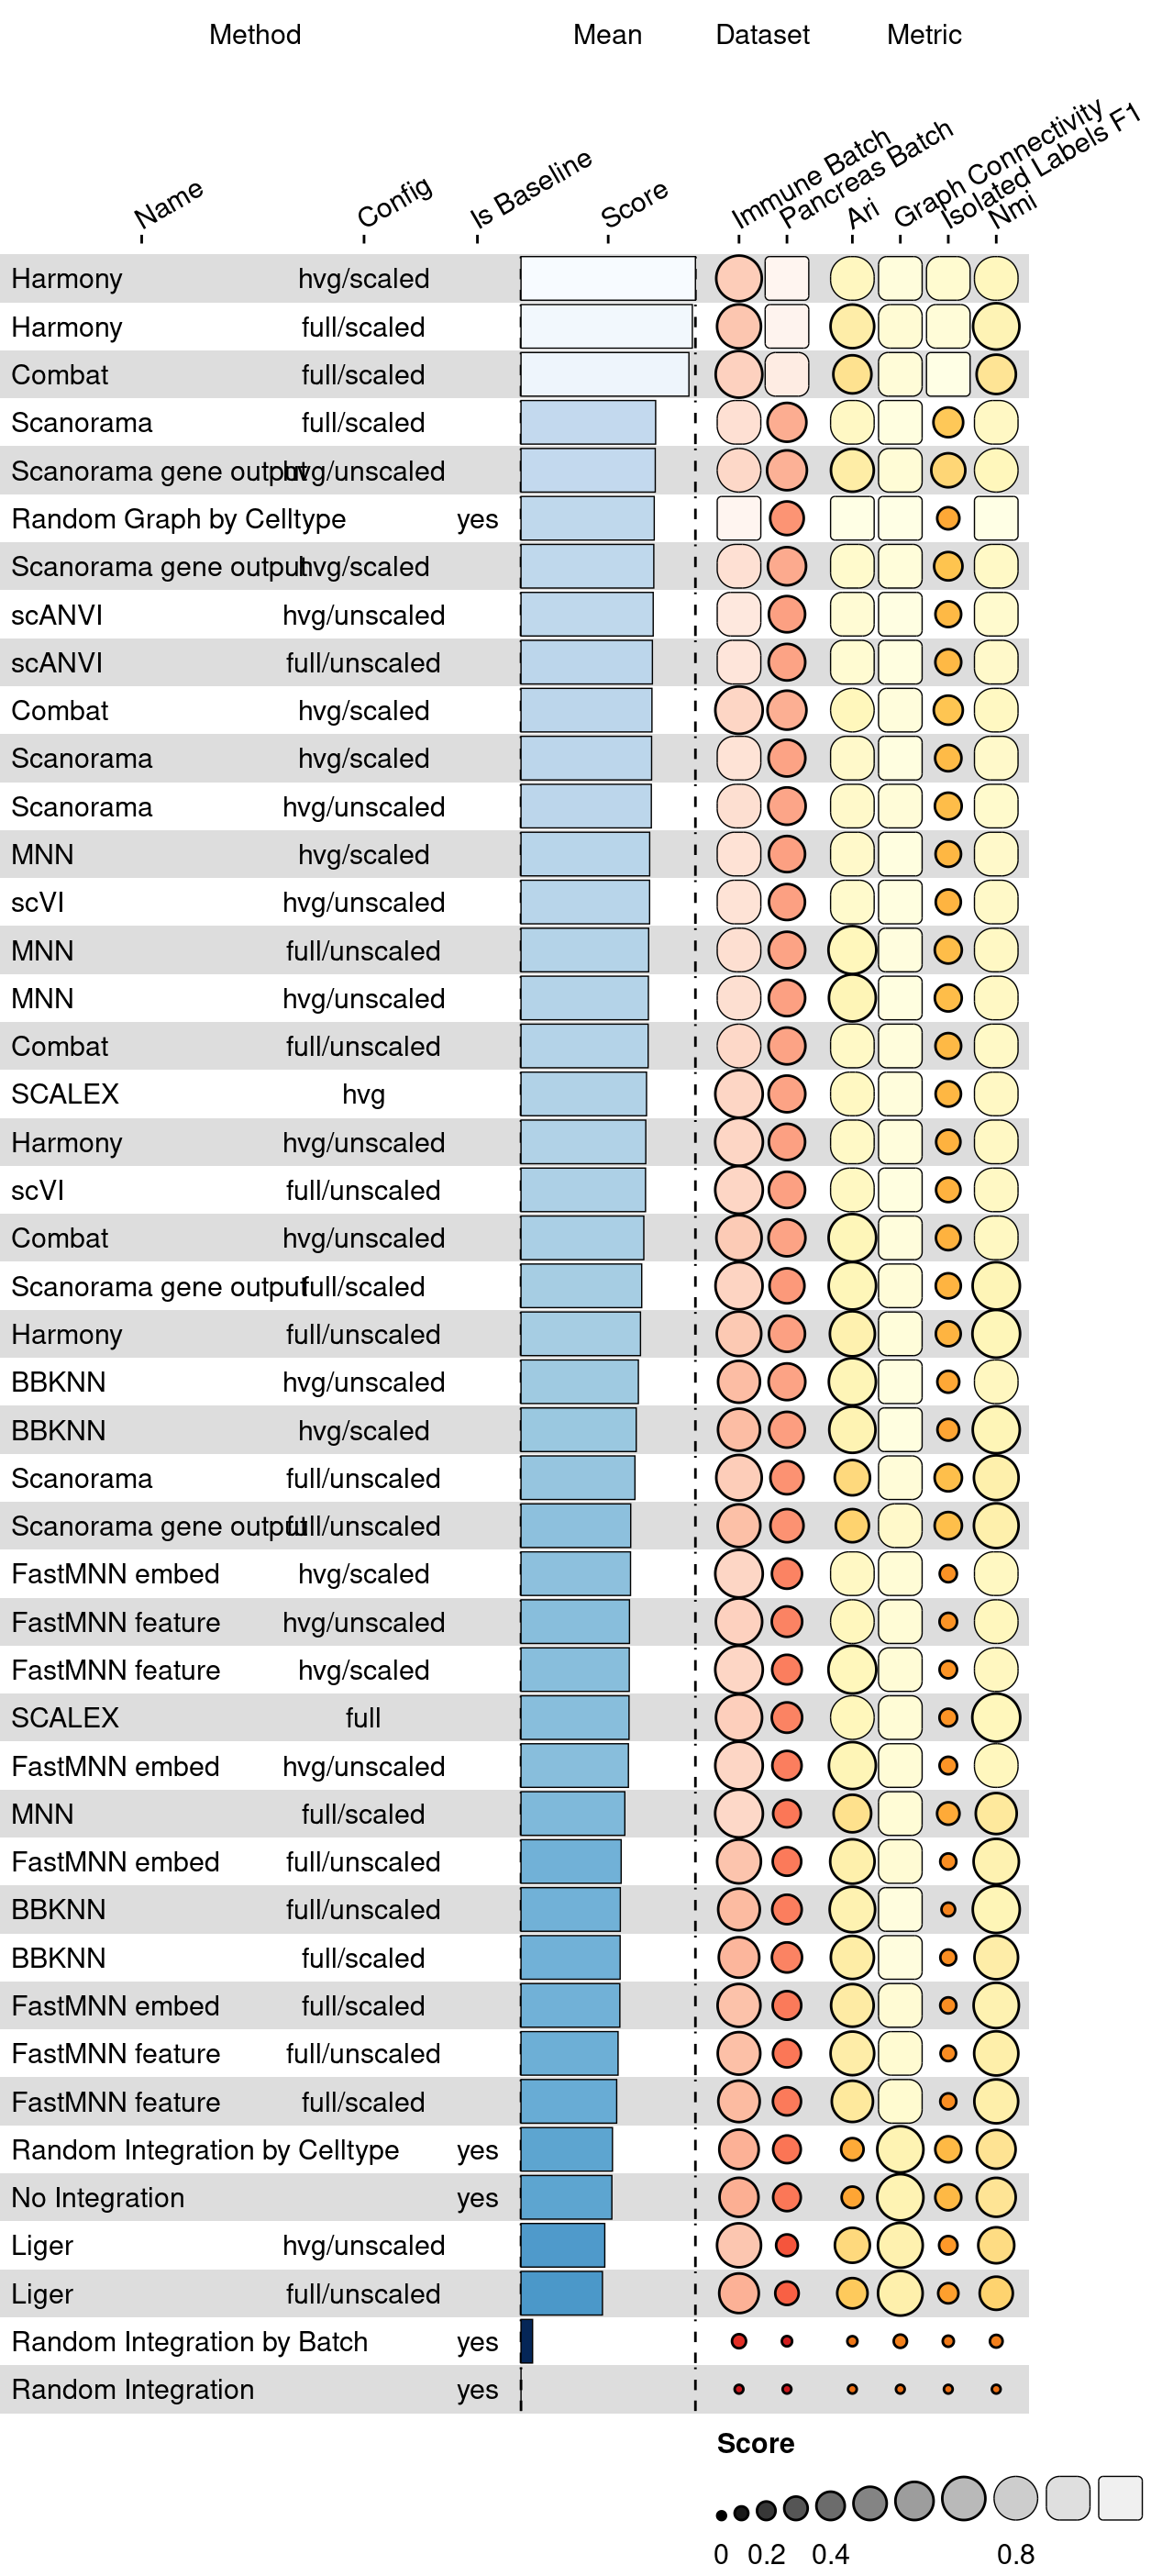 Method Mean Dataset Metric
Name Config Is Baseline Score Immune Batch Pancreas Batch Ari Graph Connectivity Isolated Labels F1 Nmi
Harmony hvg/scaled
Harmony full/scaled
Combat full/scaled
Scanorama full/scaled
Scanorama gene output hvg/unscaled
Random Graph by Celltype yes
Scanorama gene output hvg/scaled
scANVI hvg/unscaled
scANVI full/unscaled
Combat hvg/scaled
Scanorama hvg/scaled
Scanorama hvg/unscaled
MNN hvg/scaled
scVI hvg/unscaled
MNN full/unscaled
MNN hvg/unscaled
Combat full/unscaled
SCALEX hvg
Harmony hvg/unscaled
scVI full/unscaled
Combat hvg/unscaled
Scanorama gene output full/scaled
Harmony full/unscaled
BBKNN hvg/unscaled
BBKNN hvg/scaled
Scanorama full/unscaled
Scanorama gene output full/unscaled
FastMNN embed hvg/scaled
FastMNN feature hvg/unscaled
FastMNN feature hvg/scaled
SCALEX full
FastMNN embed hvg/unscaled
MNN full/scaled
FastMNN embed full/unscaled
BBKNN full/unscaled
BBKNN full/scaled
FastMNN embed full/scaled
FastMNN feature full/unscaled
FastMNN feature full/scaled
Random Integration by Celltype yes
No Integration yes
Liger hvg/unscaled
Liger full/unscaled
Random Integration by Batch yes
Random Integration yes
Score
0 0.2 0.4 0.8